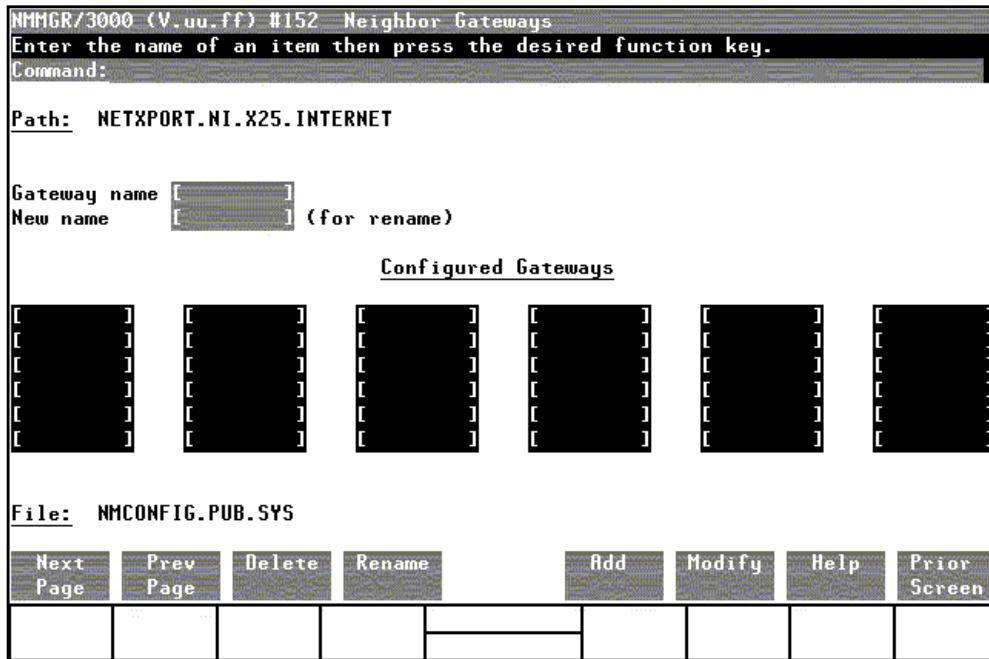 NMMGR/3000 (V.uu.ff) #152 Neighbor Gateways
Enter the name of an item then press the desired function key.
Command:
Path: NETXPORT.NI.X25.INTERNET
Gateway name [ ]
New name [ ] (for rename)
Configured Gateways
[ ] [ ] [ ] [ ] [ ] [ ]
[ ] [ ] [ ] [ ] [ ] [ ]
[ ] [ ] [ ] [ ] [ ] [ ]
[ ] [ ] [ ] [ ] [ ] [ ]
[ ] [ ] [ ] [ ] [ ] [ ]
[ ] [ ] [ ] [ ] [ ] [ ]
File: NMCONFIG.PUB.SYS
Next Prev Delete Rename Add Modify Help Prior
Page Page Screen